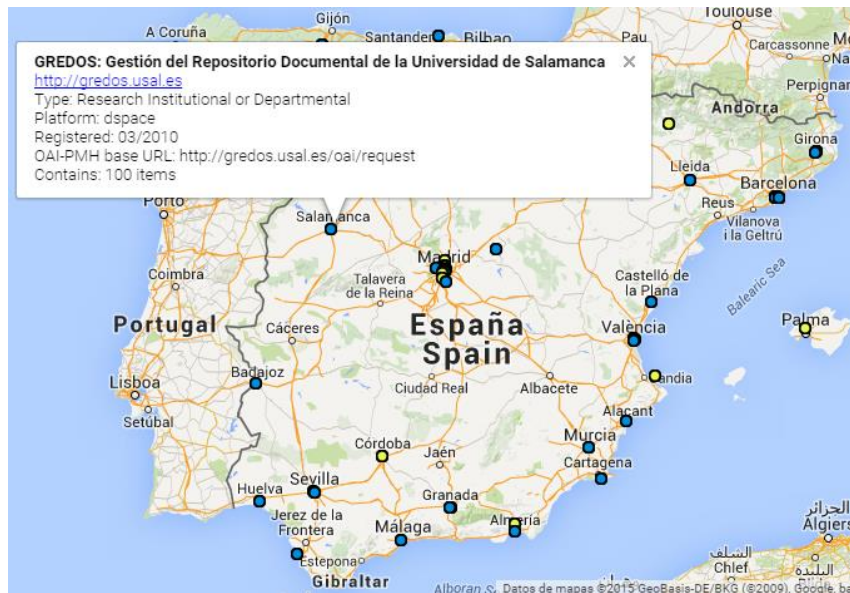 Toulouse
A Coruña
Gijón
Santander
Bilbao
Pau
Carcassonne
GREDOS: Gestión del Repositorio Documental de la Universidad de Salamanca
http://gredos.usal.es
Type: Research Institutional or Departmental
Platform: dspace
Registered: 03/2010
OAI-PMH base URL: http://gredos.usal.es/oai/request
Contains: 100 items
Perpignan
Andorra
Girona
Lleida
Barcelona
Porto
Reus
Vilanova
i la Geltrú
Salamanca
Madrid
Coimbra
Talavera
de la Reina
Castelló de
la Plana
Balearic Sea
Portugal
Cáceres
España
Spain
València
Palma
Lisboa
Badajoz
Ciudad Real
Albacete
Gandia
Setúbal
Alacant
Córdoba
Jaén
Murcia
Cartagena
Huelva
Sevilla
Granada
Jerez de la
Frontera
Málaga
Almería
الجزائر
Algiers
Estepona
Gibraltar
الشلف
Chlef
البليدة
Alboran S
Datos de mapas ©2015 GeoBasis-DE/BKG (©2009), Google, ba